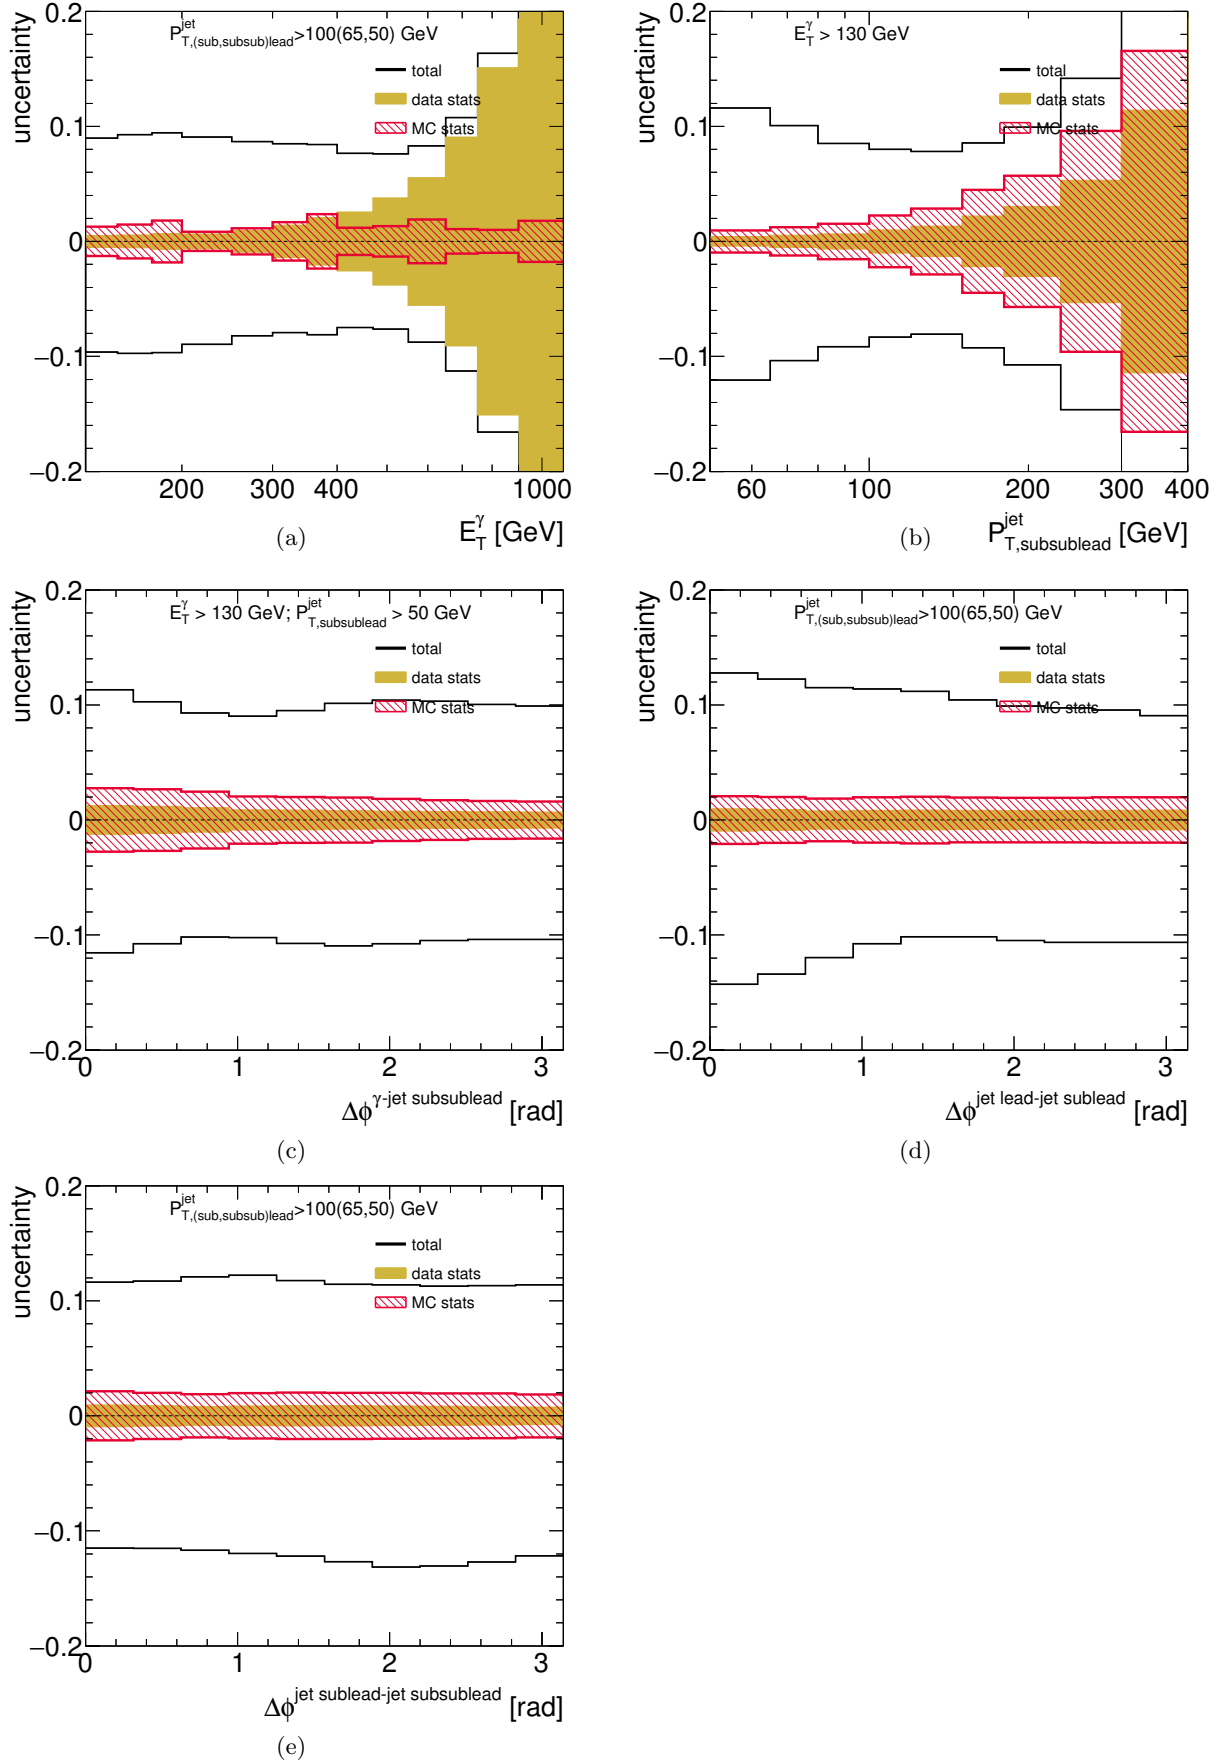 uncertainty
0.2
0.1
0
−0.1
−0.2
P^jet_T,(sub,subsub)lead>100(65,50) GeV
total
data stats
MC stats
200 300 400 1000
E^γ_T [GeV]
(a)
uncertainty
0.2
0.1
0
−0.1
−0.2
E^γ_T > 130 GeV
total
data stats
MC stats
60 100 200 300 400
P^jet_T,subsublead [GeV]
(b)
uncertainty
0.2
0.1
0
−0.1
−0.2
E^γ_T > 130 GeV; P^jet_T,subsublead > 50 GeV
total
data stats
MC stats
0 1 2 3
Δϕ^γ-jet subsublead [rad]
(c)
uncertainty
0.2
0.1
0
−0.1
−0.2
P^jet_T,(sub,subsub)lead>100(65,50) GeV
total
data stats
MC stats
0 1 2 3
Δϕ^jet lead-jet sublead [rad]
(d)
uncertainty
0.2
0.1
0
−0.1
−0.2
P^jet_T,(sub,subsub)lead>100(65,50) GeV
total
data stats
MC stats
0 1 2 3
Δϕ^jet sublead-jet subsublead [rad]
(e)